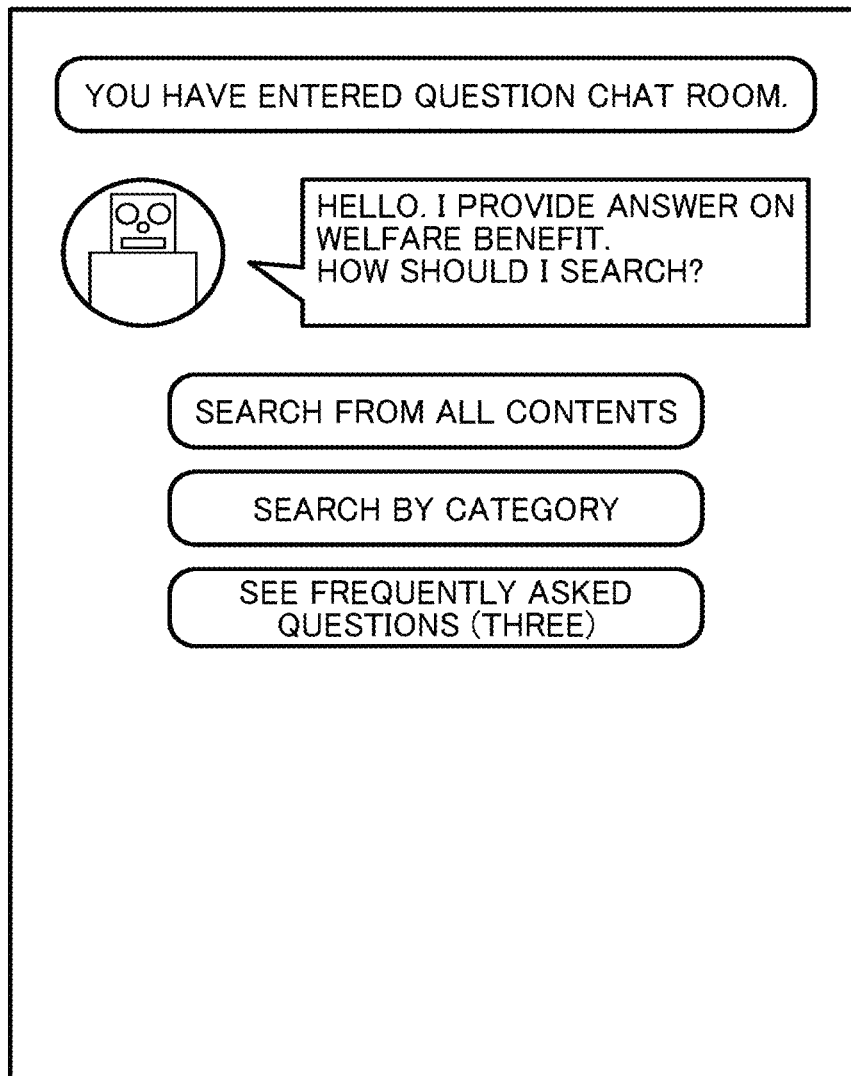 YOU HAVE ENTERED QUESTION CHAT ROOM.
HELLO. I PROVIDE ANSWER ON
WELFARE BENEFIT.
HOW SHOULD I SEARCH?
SEARCH FROM ALL CONTENTS
SEARCH BY CATEGORY
SEE FREQUENTLY ASKED
QUESTIONS (THREE)